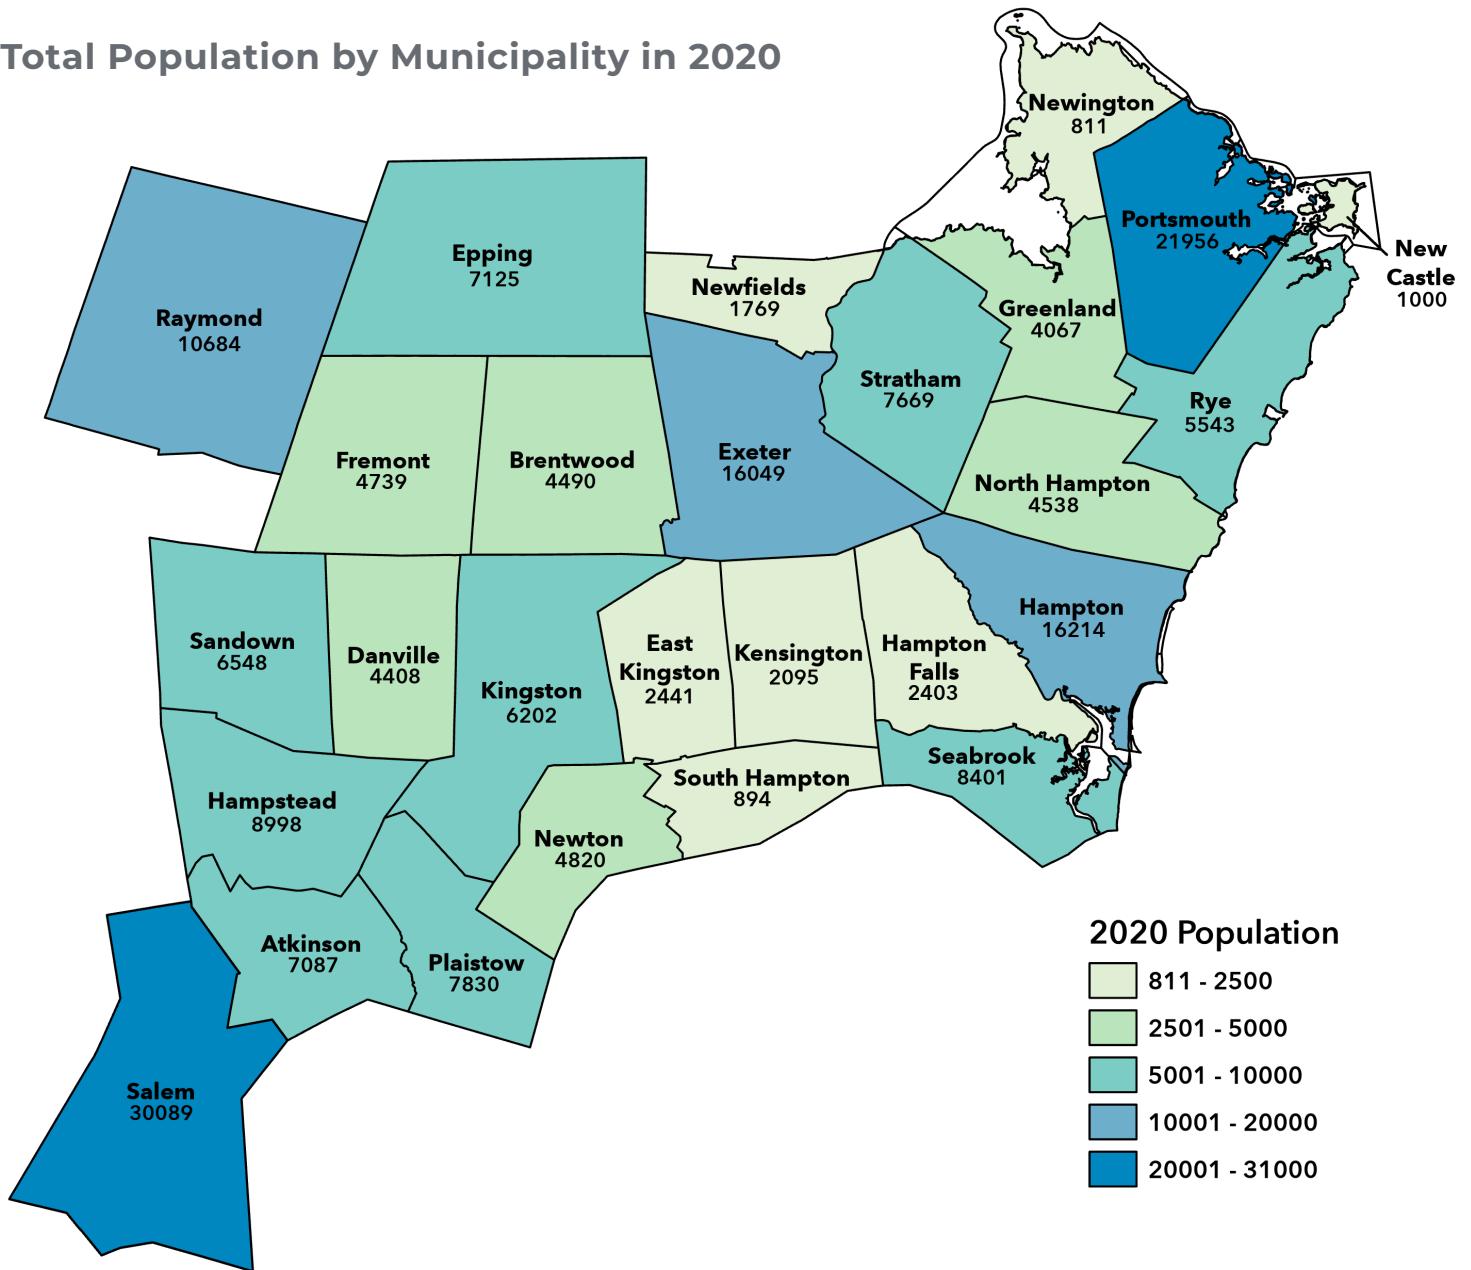 Total Population by Municipality in 2020
Newington
811
Portsmouth
21956
New
Castle
1000
Epping
7125
Newfields
1769
Greenland
4067
Raymond
10684
Stratham
7669
Rye
5543
Fremont
4739
Brentwood
4490
Exeter
16049
North Hampton
4538
Hampton
16214
Sandown
6548
Danville
4408
Kingston
6202
East
Kingston
2441
Kensington
2095
Hampton
Falls
2403
Seabrook
8401
South Hampton
894
Hampstead
8998
Newton
4820
Atkinson
7087
Plaistow
7830
Salem
30089
2020 Population
811 - 2500
2501 - 5000
5001 - 10000
10001 - 20000
20001 - 31000